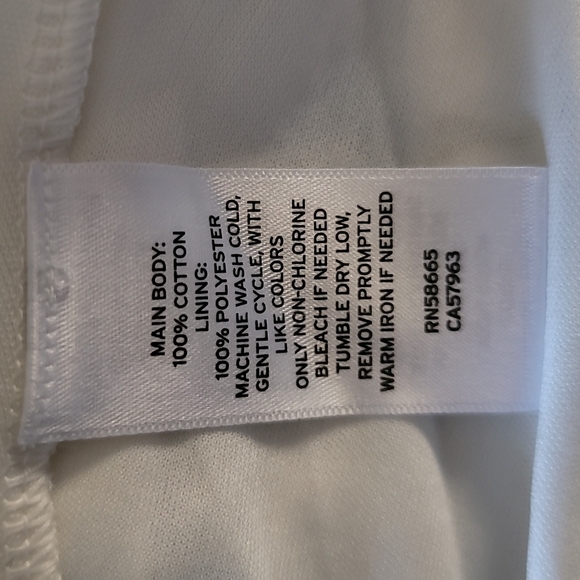 MAIN BODY:
100% COTTON
LINING:
100% POLYESTER
MACHINE WASH COLD,
GENTLE CYCLE, WITH
LIKE COLORS
ONLY NON-CHLORINE
BLEACH IF NEEDED
TUMBLE DRY LOW,
REMOVE PROMPTLY
WARM IRON IF NEEDED
RN58665
CA57963